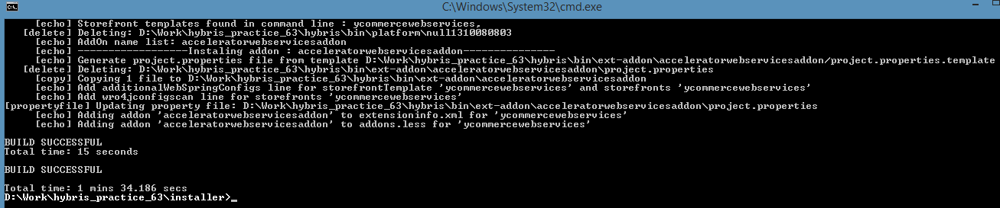 C:\Windows\System32\cmd.exe
[echo] Storefront templates found in command line : ycommercewebservices,
[delete] Deleting: D:\Work\hybris_practice_63\hybris\bin\platform\null1310080803
[echo] AddOn name list: acceleratorwebservicesaddon
[echo] ------------------Instaling addon : acceleratorwebservicesaddon---------------
[echo] Generate project.properties file from template D:\Work\hybris_practice_63\hybris\bin\ext-addon\acceleratorwebservicesaddon/project.properties.template
[delete] Deleting: D:\Work\hybris_practice_63\hybris\bin\ext-addon\acceleratorwebservicesaddon\project.properties
[copy] Copying 1 file to D:\Work\hybris_practice_63\hybris\bin\ext-addon\acceleratorwebservicesaddon
[echo] Add additionalWebSpringConfigs line for storefrontTemplate 'ycommercewebservices' and storefronts 'ycommercewebservices'
[echo] Add wro4jconfigscan line for storefronts 'ycommercewebservices'
[propertyfile] Updating property file: D:\Work\hybris_practice_63\hybris\bin\ext-addon\acceleratorwebservicesaddon\project.properties
[echo] Adding addon 'acceleratorwebservicesaddon' to extensioninfo.xml for 'ycommercewebservices'
[echo] Adding addon 'acceleratorwebservicesaddon' to addons.less for 'ycommercewebservices'
BUILD SUCCESSFUL
Total time: 15 seconds
BUILD SUCCESSFUL
Total time: 1 mins 34.186 secs
D:\Work\hybris_practice_63\installer>_